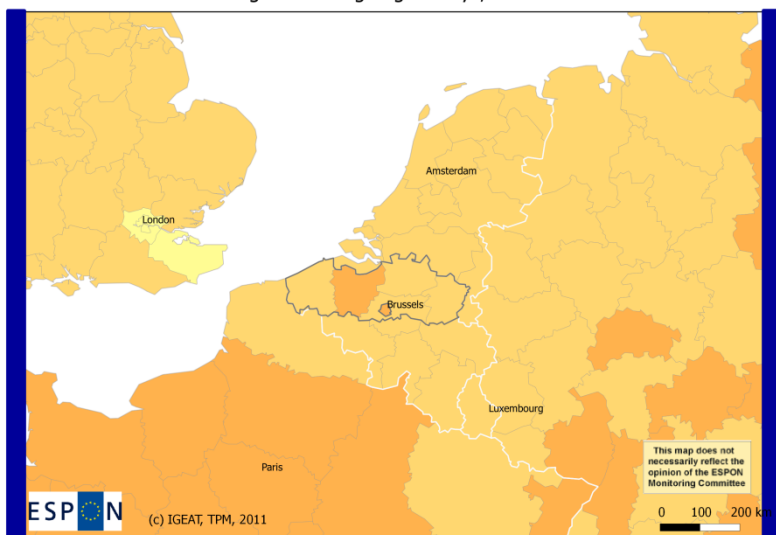 Amsterdam
London
Brussels
Luxembourg
Paris
This map does not
necessarily reflect the
opinion of the ESPON
Monitoring Committee
ESPON
(c) IGEAT, TPM, 2011
0 100 200 km